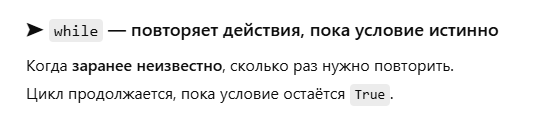 ➤ while — повторяет действия, пока условие истинно
Когда заранее неизвестно, сколько раз нужно повторить.
Цикл продолжается, пока условие остаётся True.